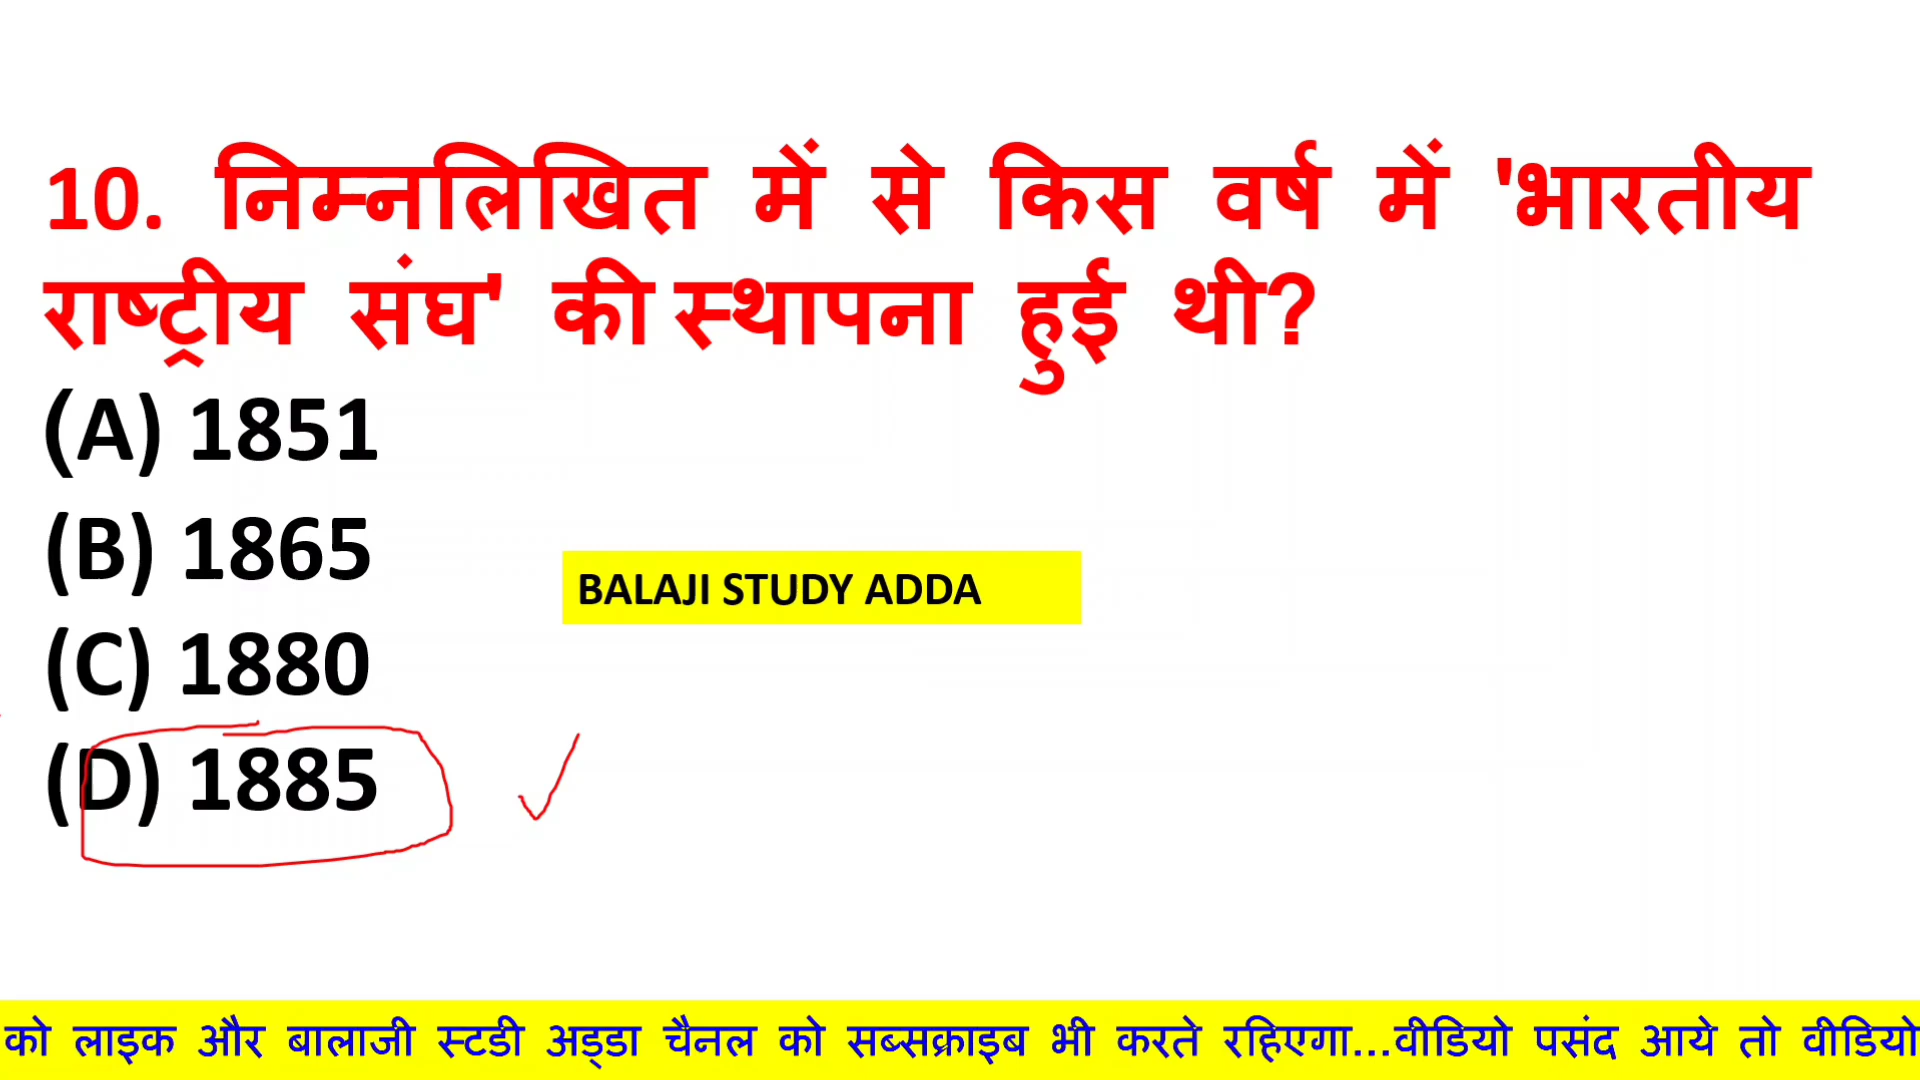 10. निम्नलिखित में से किस वर्ष में 'भारतीय
राष्ट्रीय संघ' की स्थापना हुई थी?
(A) 1851
(B) 1865
(C) 1880
(D) 1885
BALAJI STUDY ADDA
को लाइक और बालाजी स्टडी अड्डा चैनल को सब्सक्राइब भी करते रहिएगा...वीडियो पसंद आये तो वीडियो